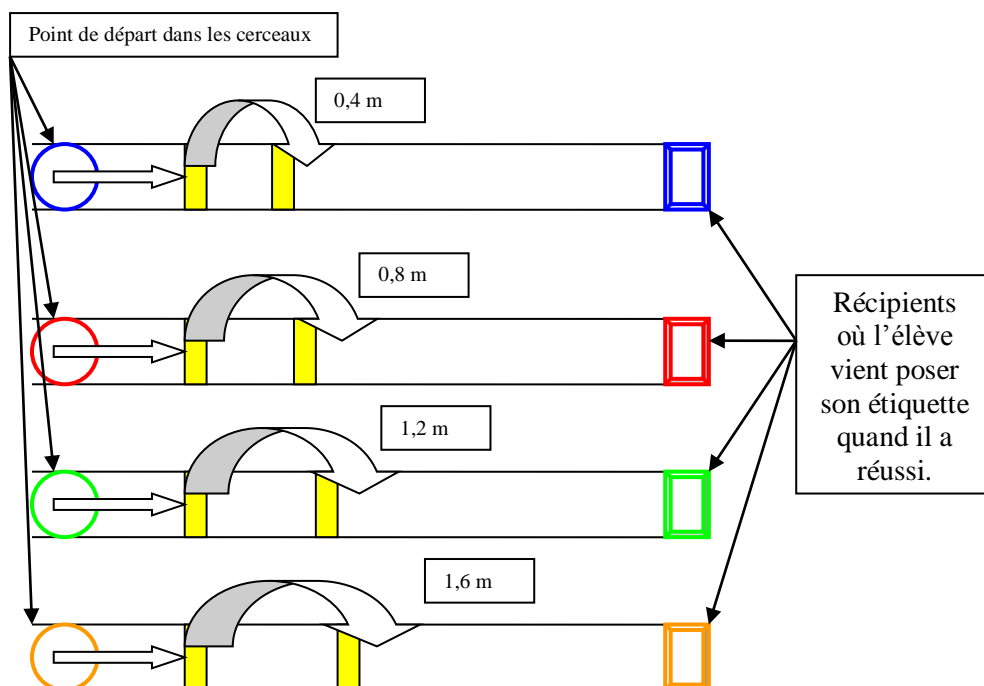 Point de départ dans les cerceaux
0,4 m
0,8 m
1,2 m
1,6 m
Récipients
où l’élève
vient poser
son étiquette
quand il a
réussi.